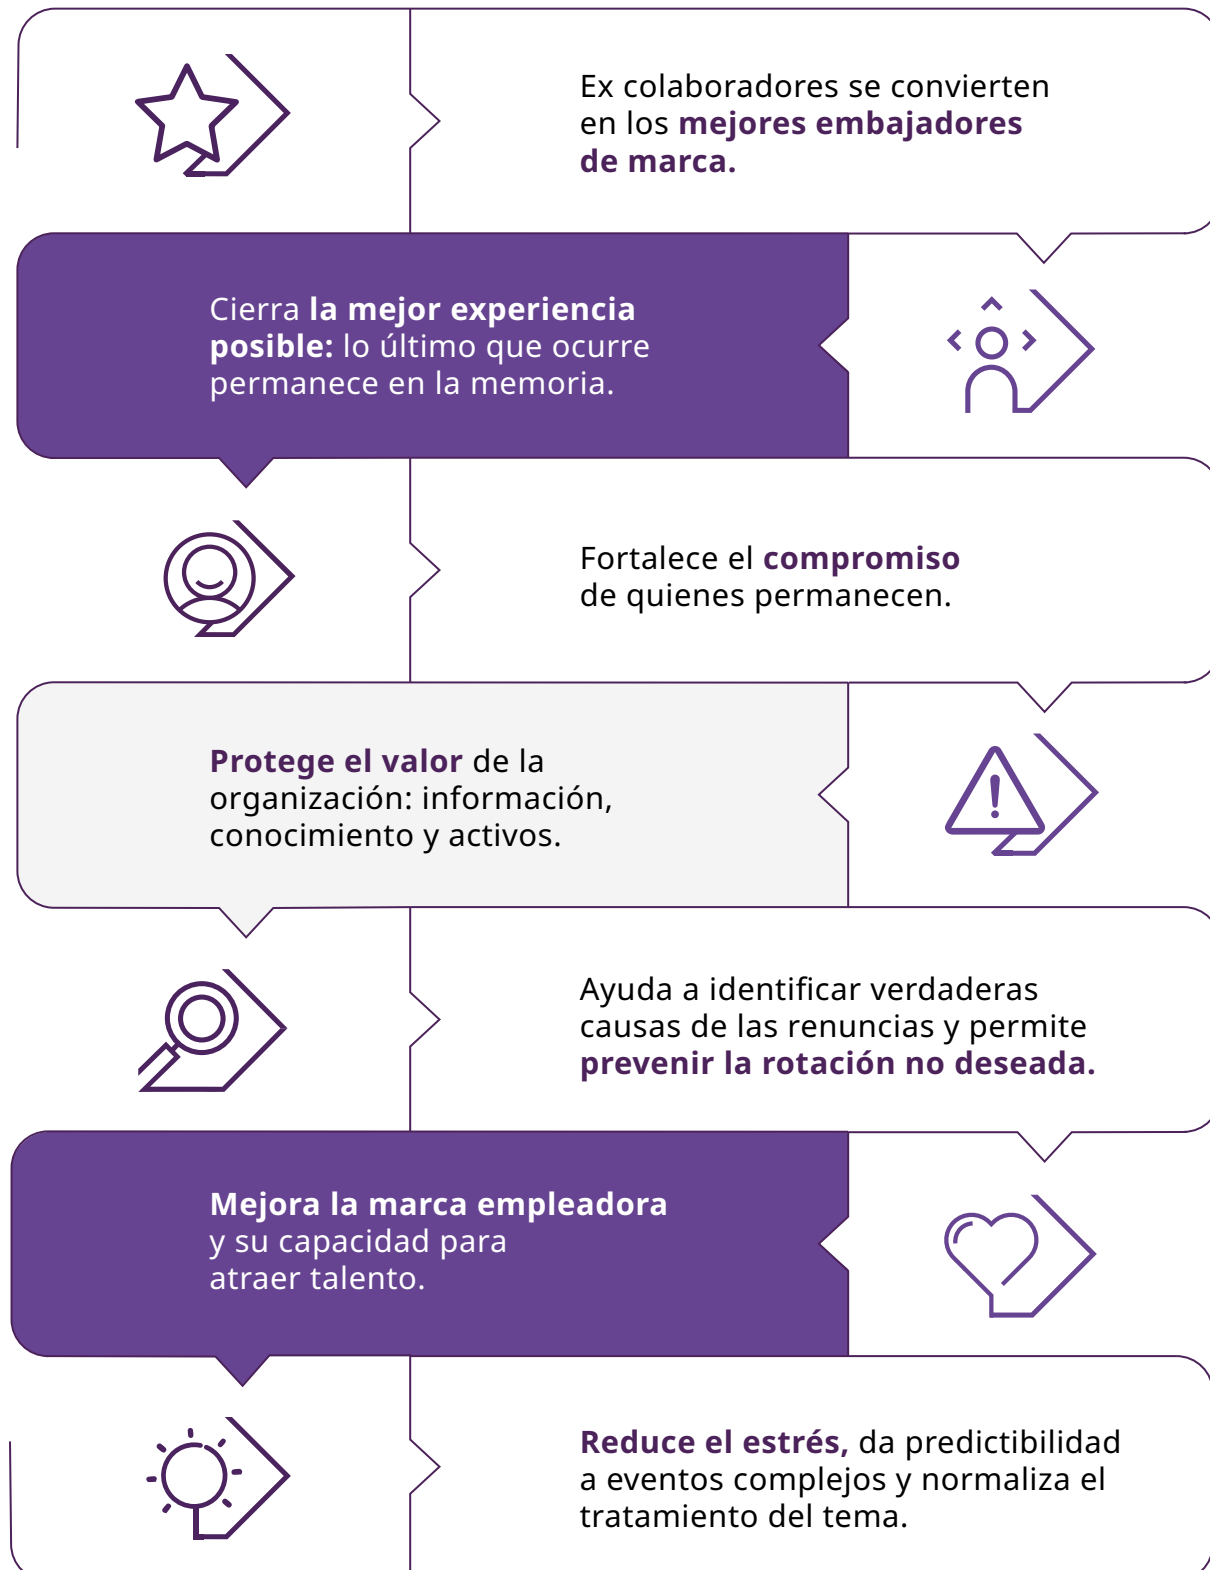 Ex colaboradores se convierten
en los mejores embajadores
de marca.
Cierra la mejor experiencia
posible: lo último que ocurre
permanece en la memoria.
Fortalece el compromiso
de quienes permanecen.
Protege el valor de la
organización: información,
conocimiento y activos.
Ayuda a identificar verdaderas
causas de las renuncias y permite
prevenir la rotación no deseada.
Mejora la marca empleadora
y su capacidad para
atraer talento.
Reduce el estrés, da predictibilidad
a eventos complejos y normaliza el
tratamiento del tema.